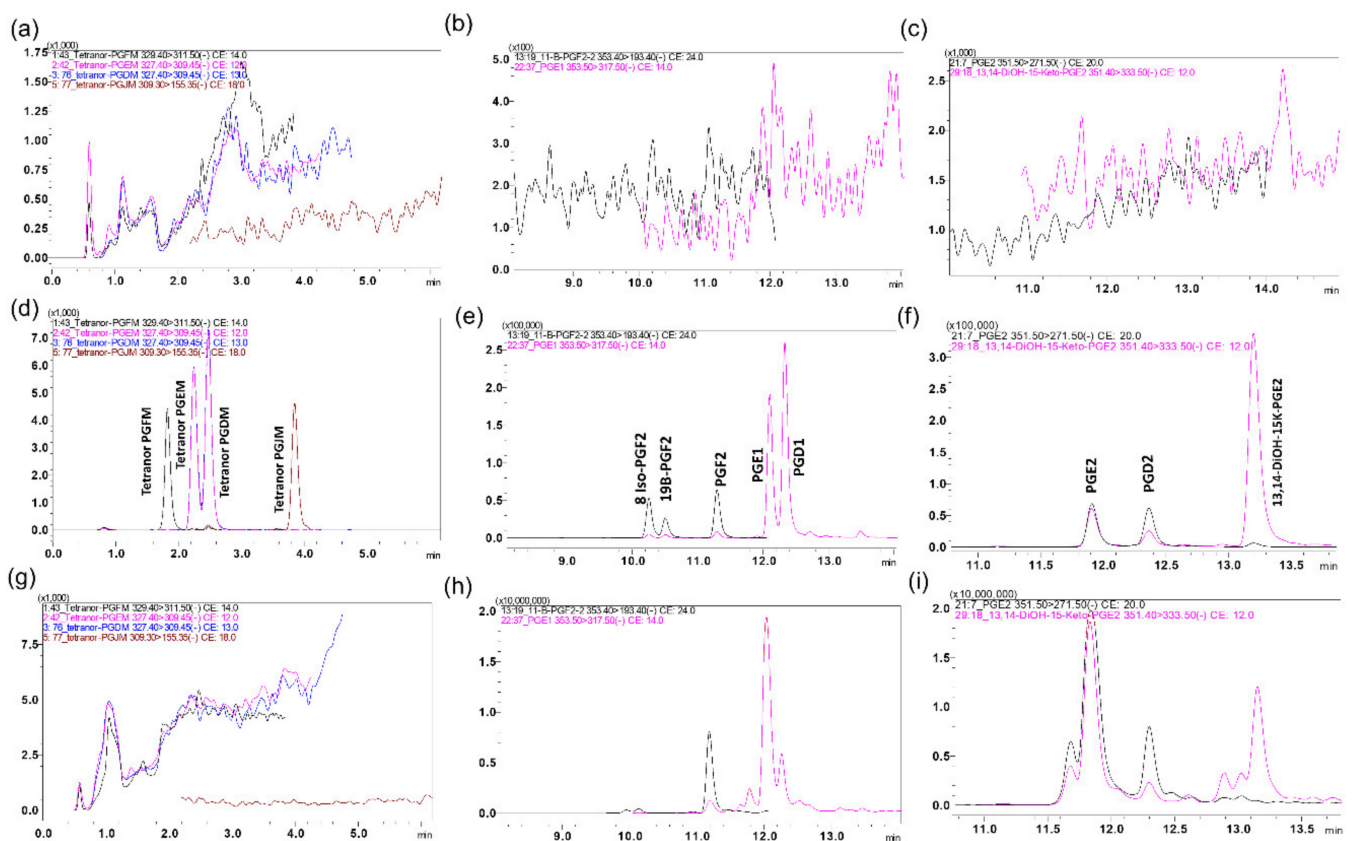 (a)
(x1,000)
1:43_Tetranor-PGFM 329.40>311.50(-) CE: 14.0
2:42_Tetranor-PGEM 327.40>309.45(-) CE: 12.0
3: 76_tetranor-PGDM 327.40>309.45(-) CE: 13.0
5: 77_tetranor-PGJM 309.30>155.35(-) CE: 18.0
1.75
1.50
1.25
1.00
0.75
0.50
0.25
0.00
0.0 1.0 2.0 3.0 4.0 5.0
min
(b)
(x100)
13:19_11-B-PGF2-2 353.40>193.40(-) CE: 24.0
22:37_PGE1 353.50>317.50(-) CE: 14.0
5.0
4.0
3.0
2.0
1.0
0.0
9.0 10.0 11.0 12.0 13.0
min
(c)
(x1,000)
21:7_PGE2 351.50>271.50(-) CE: 20.0
29:18_13,14-DiOH-15-Keto-PGE2 351.40>333.50(-) CE: 12.0
2.5
2.0
1.5
1.0
11.0 12.0 13.0 14.0
min
(d)
(x1,000)
1:43_Tetranor-PGFM 329.40>311.50(-) CE: 14.0
2:42_Tetranor-PGEM 327.40>309.45(-) CE: 12.0
3: 76_tetranor-PGDM 327.40>309.45(-) CE: 13.0
5: 77_tetranor-PGJM 309.30>155.35(-) CE: 18.0
7.0
6.0
5.0
4.0
3.0
2.0
1.0
0.0
Tetranor PGFM
Tetranor PGEM
Tetranor PGDM
Tetranor PGJM
0.0 1.0 2.0 3.0 4.0 5.0
min
(e)
(x100,000)
13:19_11-B-PGF2-2 353.40>193.40(-) CE: 24.0
22:37_PGE1 353.50>317.50(-) CE: 14.0
2.5
2.0
1.5
1.0
0.5
0.0
8 Iso-PGF2
19B-PGF2
PGF2
PGE1
PGD1
9.0 10.0 11.0 12.0 13.0
min
(f)
(x100,000)
21:7_PGE2 351.50>271.50(-) CE: 20.0
29:18_13,14-DiOH-15-Keto-PGE2 351.40>333.50(-) CE: 12.0
3.0
2.5
2.0
1.5
1.0
0.5
0.0
PGE2
PGD2
13,14-DiOH-15K-PGE2
11.0 11.5 12.0 12.5 13.0 13.5
min
(g)
(x1,000)
1:43_Tetranor-PGFM 329.40>311.50(-) CE: 14.0
2:42_Tetranor-PGEM 327.40>309.45(-) CE: 12.0
3: 76_tetranor-PGDM 327.40>309.45(-) CE: 13.0
5: 77_tetranor-PGJM 309.30>155.35(-) CE: 18.0
7.5
5.0
2.5
0.0
0.0 1.0 2.0 3.0 4.0 5.0 6.0
min
(h)
(x10,000,000)
13:19_11-B-PGF2-2 353.40>193.40(-) CE: 24.0
22:37_PGE1 353.50>317.50(-) CE: 14.0
2.0
1.5
1.0
0.5
0.0
9.0 10.0 11.0 12.0 13.0
min
(i)
(x10,000,000)
21:7_PGE2 351.50>271.50(-) CE: 20.0
29:18_13,14-DiOH-15-Keto-PGE2 351.40>333.50(-) CE: 12.0
2.0
1.5
1.0
0.5
0.0
11.0 11.5 12.0 12.5 13.0 13.5
min